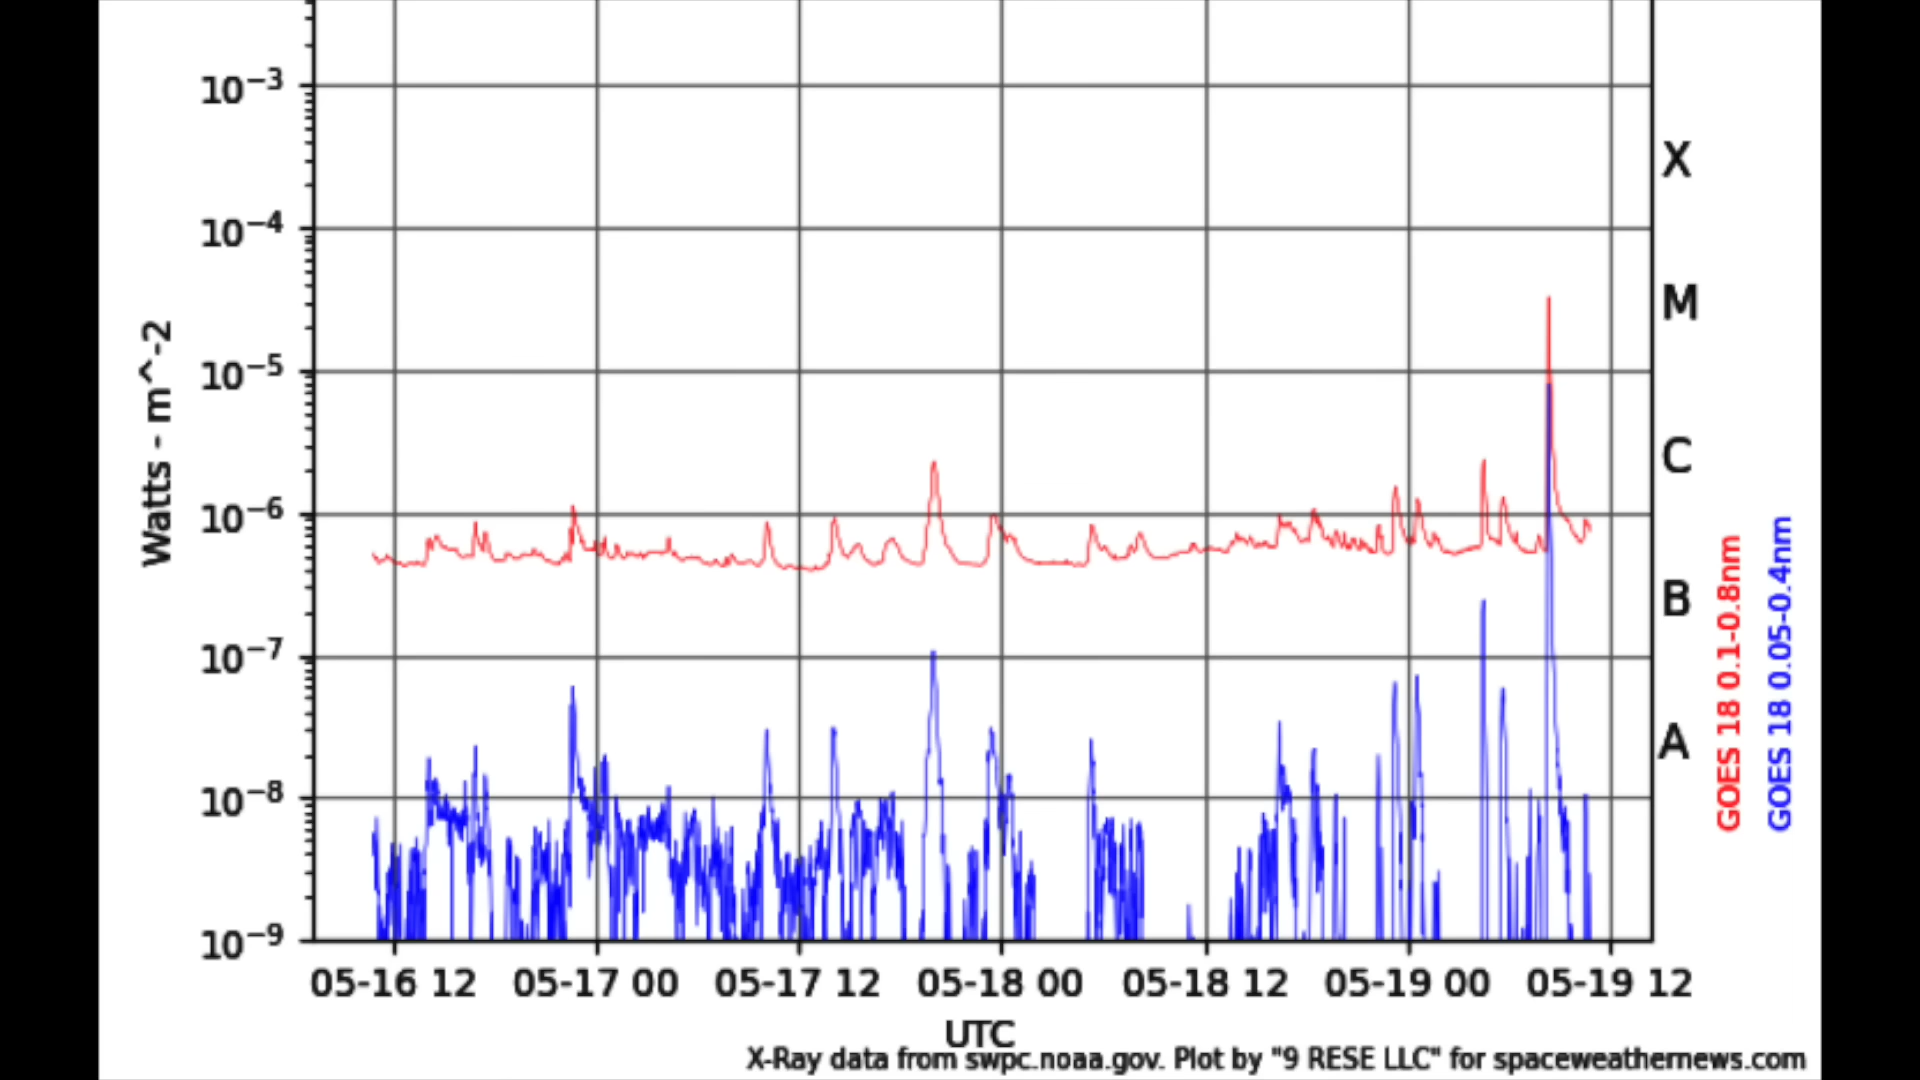 10⁻³
10⁻⁴
10⁻⁵
10⁻⁶
10⁻⁷
10⁻⁸
10⁻⁹
Watts - m^-2
X
M
C
B
A
GOES 18 0.1-0.8nm
GOES 18 0.05-0.4nm
05-16 12 05-17 00 05-17 12 05-18 00 05-18 12 05-19 00 05-19 12
UTC
X-Ray data from swpc.noaa.gov. Plot by "9 RESE LLC" for spaceweathernews.com